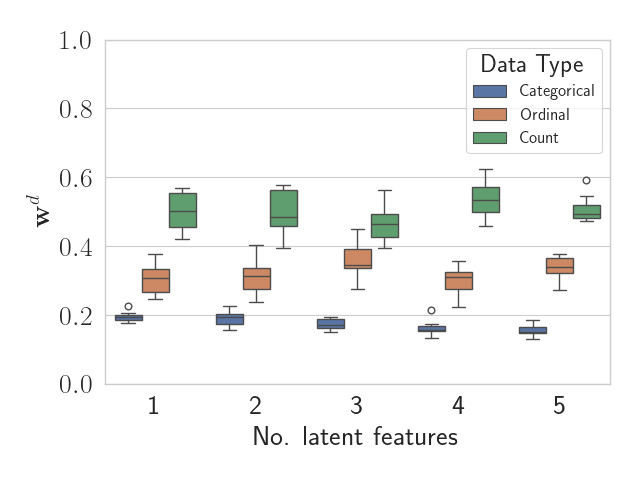 1.0
0.8
0.6
0.4
0.2
0.0
w^d
Data Type
Categorical
Ordinal
Count
1 2 3 4 5
No. latent features